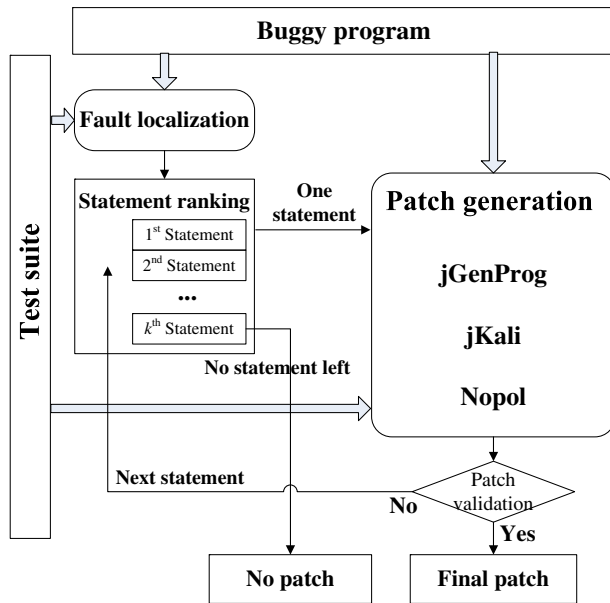 Buggy program
Test suite
Fault localization
Statement ranking
1st Statement
2nd Statement
...
kth Statement
One
statement
Patch generation
jGenProg
jKali
Nopol
No statement left
Next statement
No
Patch
validation
Yes
No patch
Final patch